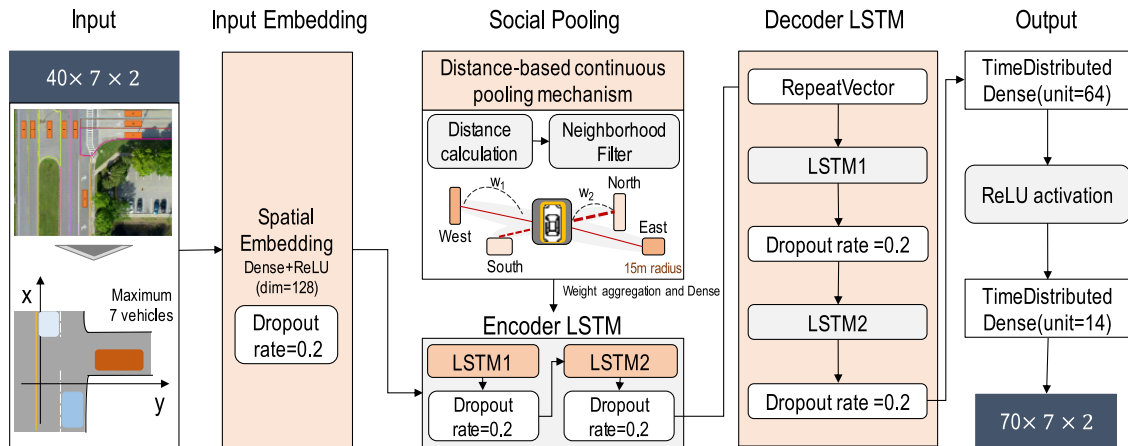 Input
40× 7 × 2
Maximum
7 vehicles
x
y
Input Embedding
Spatial
Embedding
Dense+ReLU
(dim=128)
Dropout
rate=0.2
Social Pooling
Distance-based continuous
pooling mechanism
Distance
calculation
Neighborhood
Filter
w1
w2
North
West
East
South
15m radius
Weight aggregation and Dense
Encoder LSTM
LSTM1
LSTM2
Dropout
rate=0.2
Dropout
rate=0.2
Decoder LSTM
RepeatVector
LSTM1
Dropout rate =0.2
LSTM2
Dropout rate =0.2
Output
TimeDistributed
Dense(unit=64)
ReLU activation
TimeDistributed
Dense(unit=14)
70× 7 × 2